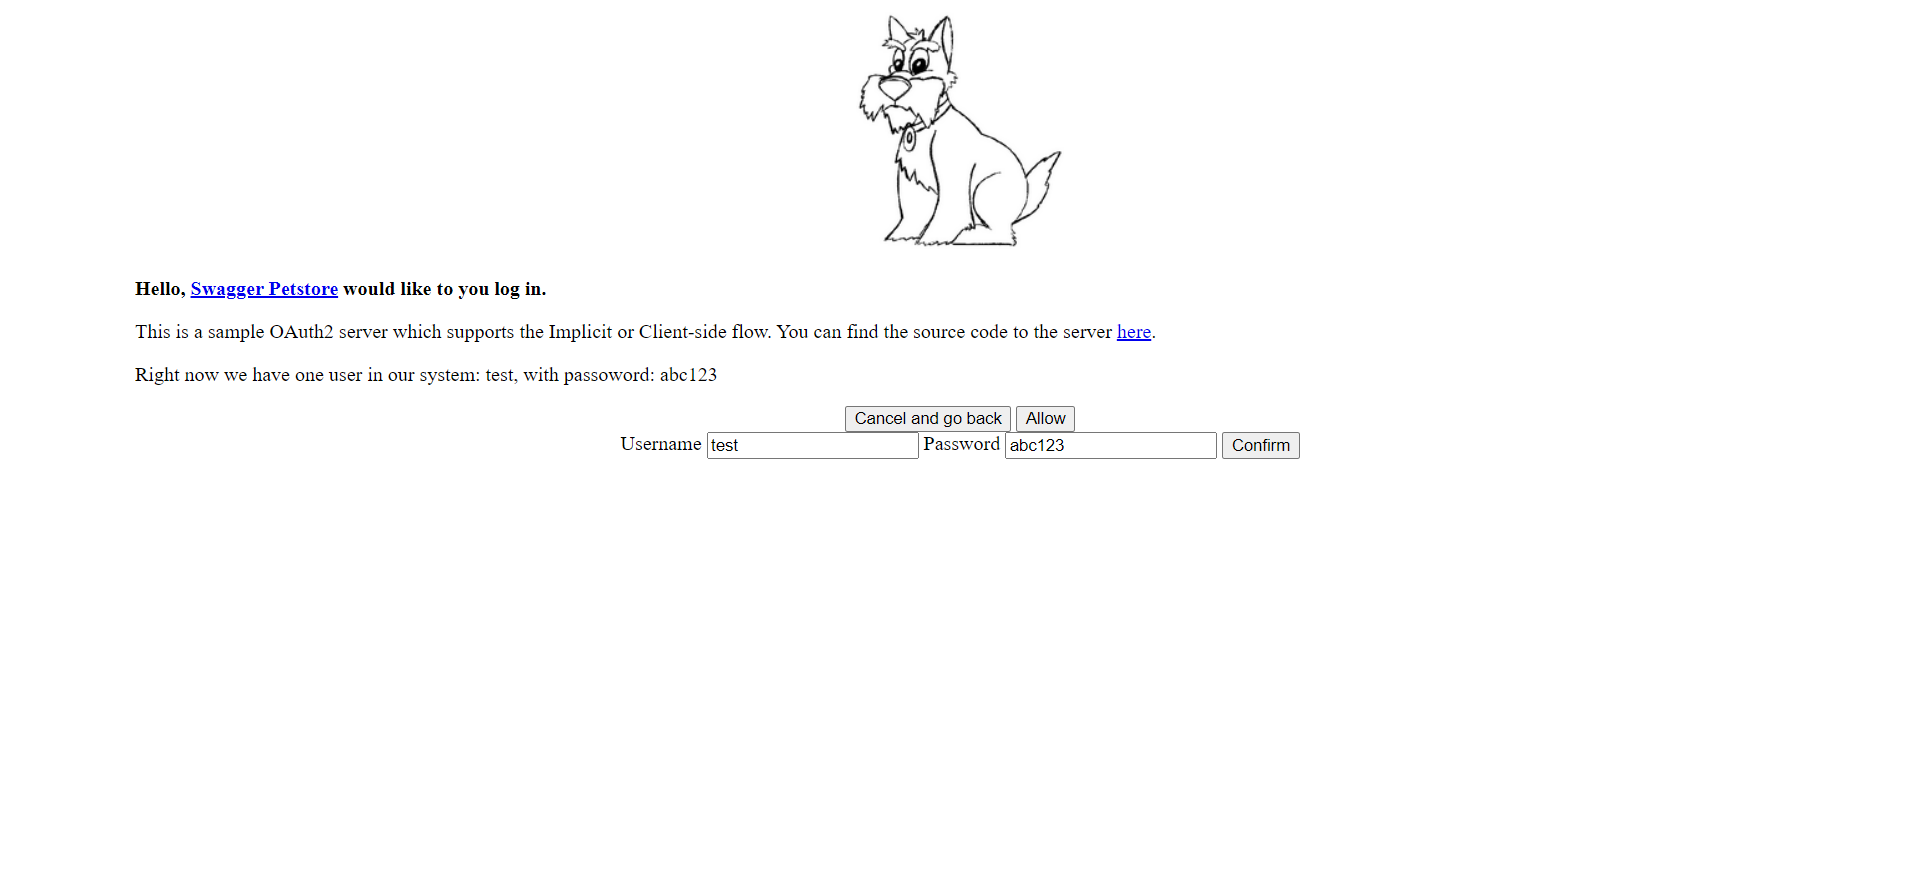 Hello, Swagger Petstore would like to you log in.
This is a sample OAuth2 server which supports the Implicit or Client-side flow. You can find the source code to the server here.
Right now we have one user in our system: test, with passoword: abc123
Cancel and go back Allow
Username test Password abc123 Confirm